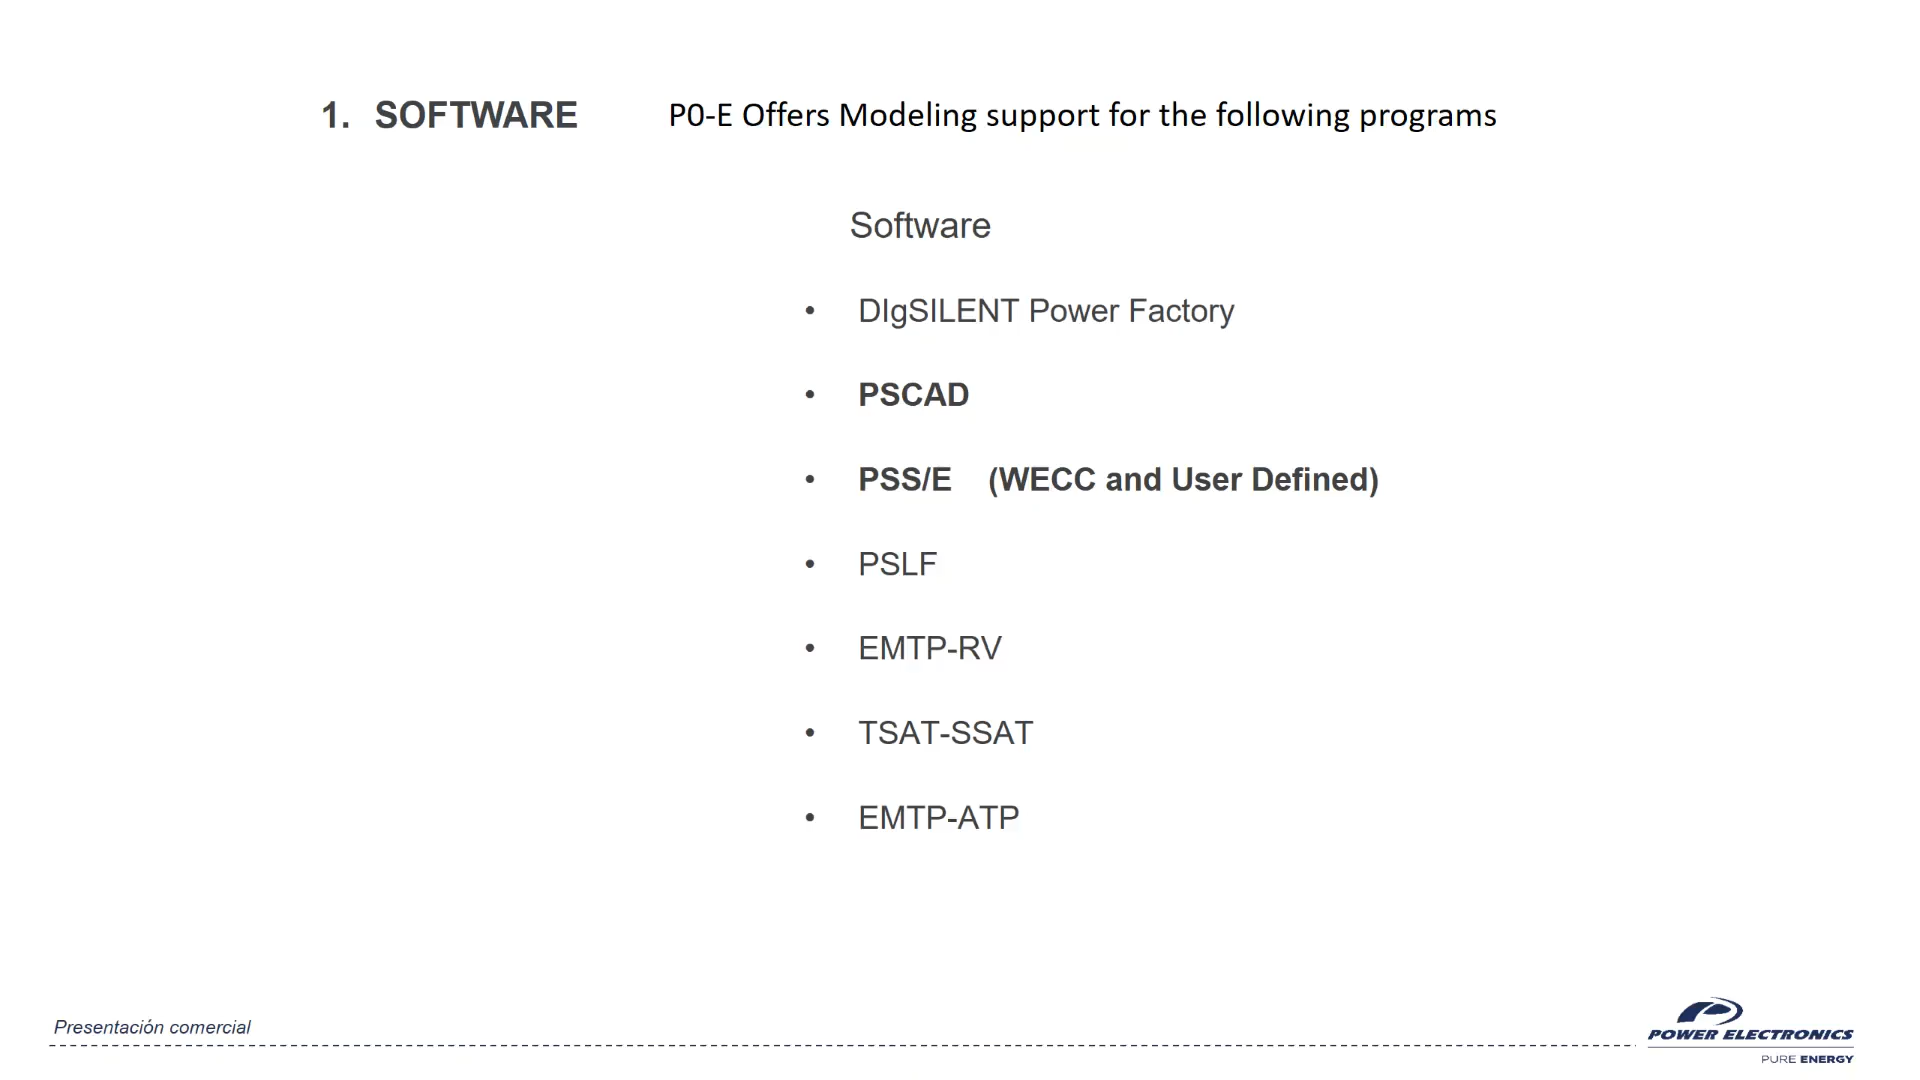 1. SOFTWARE P0-E Offers Modeling support for the following programs
Software
• DIgSILENT Power Factory
• PSCAD
• PSS/E (WECC and User Defined)
• PSLF
• EMTP-RV
• TSAT-SSAT
• EMTP-ATP
Presentación comercial
POWER ELECTRONICS
PURE ENERGY